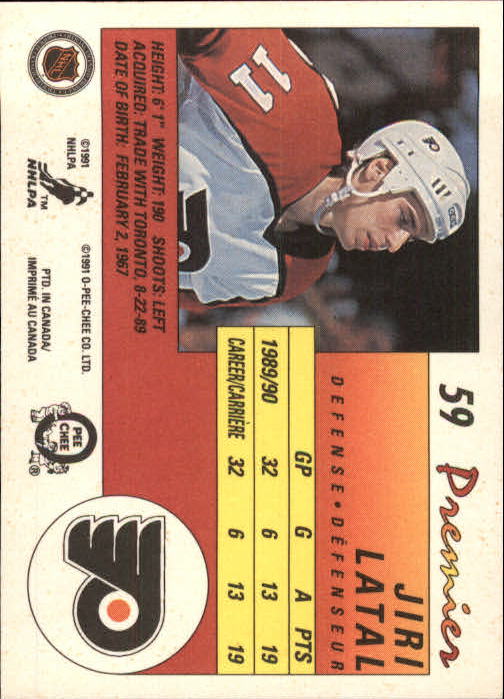 59 Premier
JIRI
LATAL
DEFENSE • DÉFENSEUR
GP G A PTS
1989/90 32 6 13 19
CAREER/CARRIÈRE 32 6 13 19
11
HEIGHT: 6'1" WEIGHT: 190 SHOOTS: LEFT
ACQUIRED: TRADE WITH TORONTO, 8-22-89
DATE OF BIRTH: FEBRUARY 2, 1967
NHL
©1991
NHLPA
NHLPA™
©1991 O-PEE-CHEE CO. LTD.
PTD. IN CANADA/
IMPRIMÉ AU CANADA
O
PEE
CHEE
®